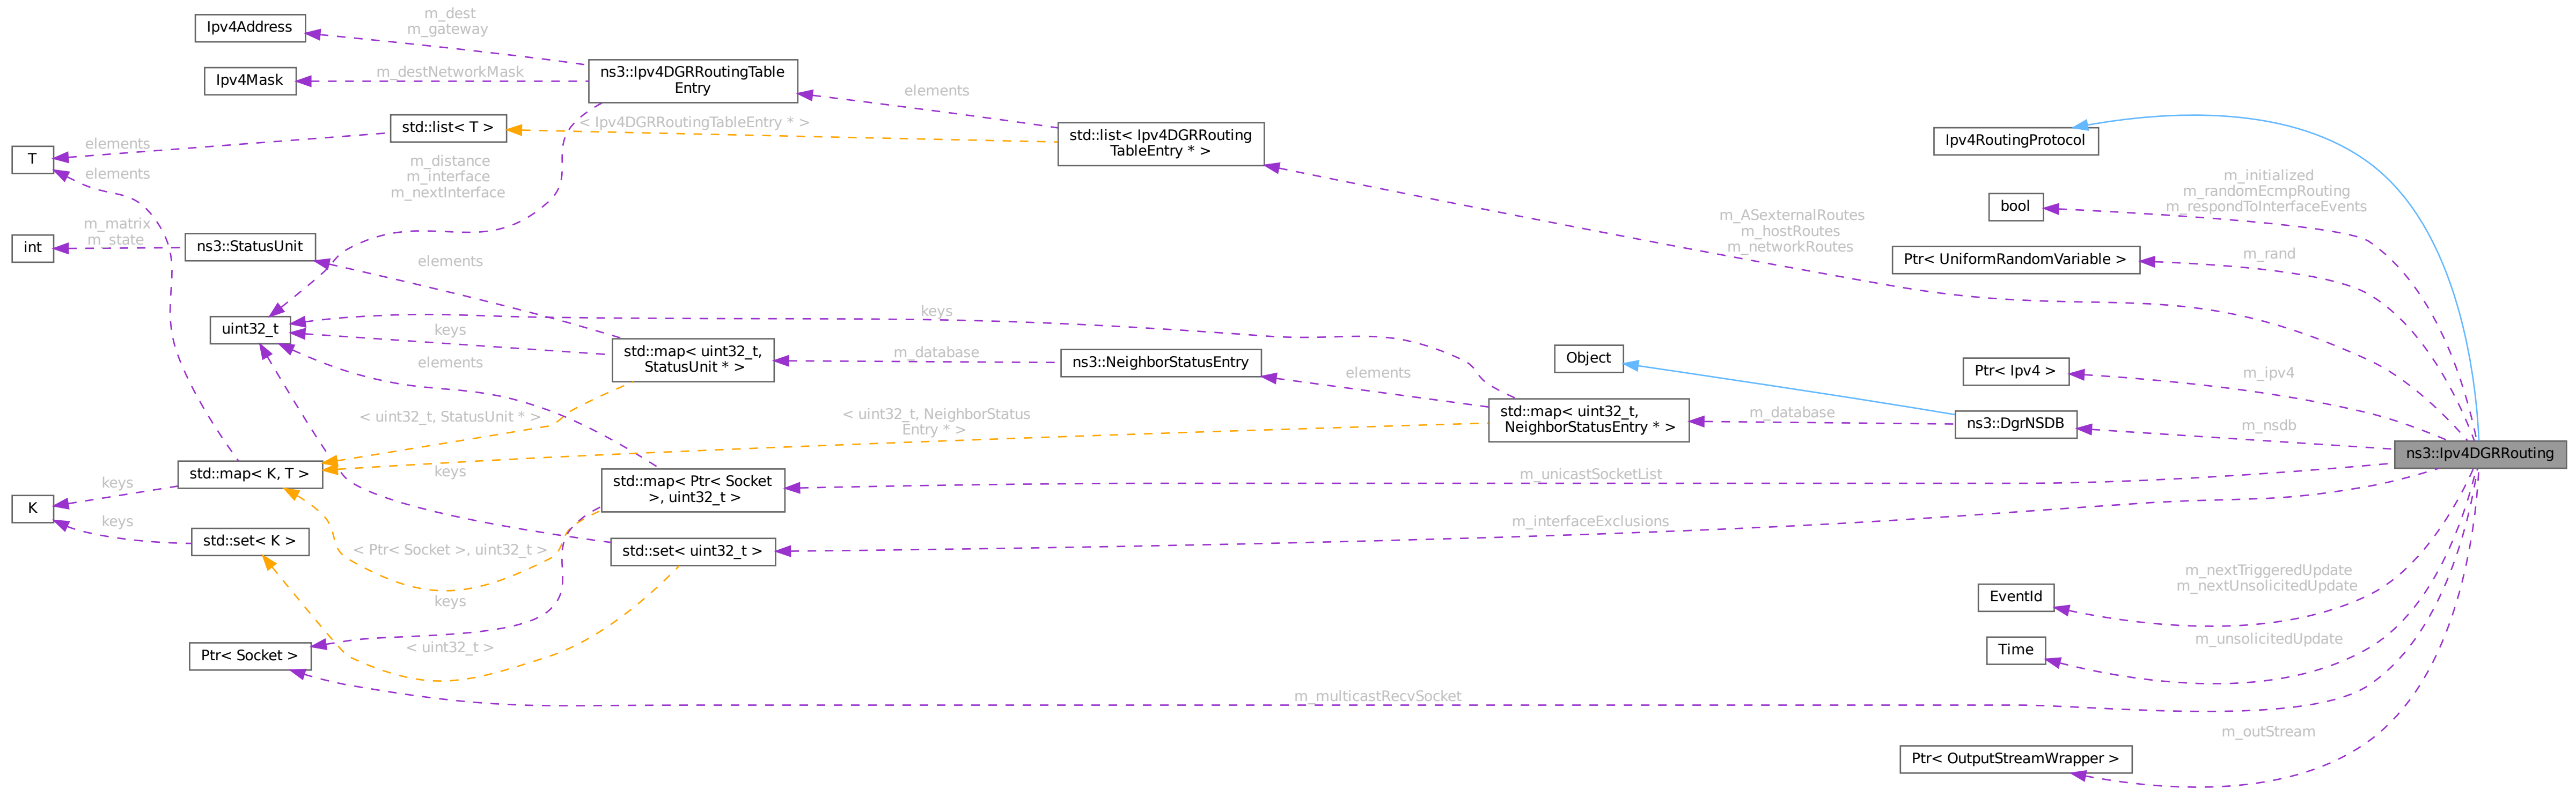 Ipv4Address
m_dest
m_gateway
Ipv4Mask
m_destNetworkMask
ns3::Ipv4DGRRoutingTable
Entry
elements
std::list< T >
< Ipv4DGRRoutingTableEntry * >
std::list< Ipv4DGRRouting
TableEntry * >
Ipv4RoutingProtocol
T
elements
elements
m_distance
m_interface
m_nextInterface
m_initialized
m_randomEcmpRouting
m_respondToInterfaceEvents
bool
m_ASexternalRoutes
m_hostRoutes
m_networkRoutes
int
m_matrix
m_state
ns3::StatusUnit
elements
Ptr< UniformRandomVariable >
m_rand
uint32_t
keys
keys
elements
std::map< uint32_t,
StatusUnit * >
m_database
ns3::NeighborStatusEntry
elements
Object
Ptr< Ipv4 >
m_ipv4
< uint32_t, StatusUnit * >
< uint32_t, NeighborStatus
Entry * >
std::map< uint32_t,
NeighborStatusEntry * >
m_database
ns3::DgrNSDB
m_nsdb
ns3::Ipv4DGRRouting
std::map< K, T >
keys
keys
std::map< Ptr< Socket
>, uint32_t >
m_unicastSocketList
K
keys
std::set< K >
< Ptr< Socket >, uint32_t >
std::set< uint32_t >
m_interfaceExclusions
keys
EventId
m_nextTriggeredUpdate
m_nextUnsolicitedUpdate
Ptr< Socket >
< uint32_t >
Time
m_unsolicitedUpdate
m_multicastRecvSocket
Ptr< OutputStreamWrapper >
m_outStream